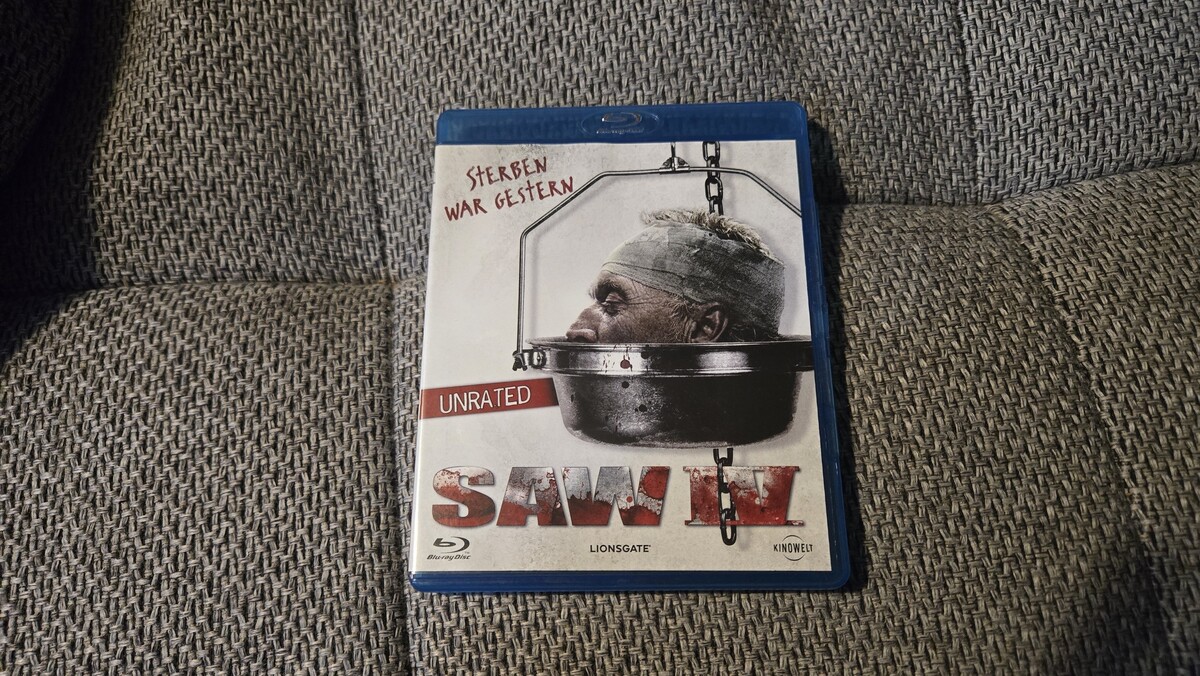 STERBEN
WAR GESTERN
UNRATED
SAW IV
Blu-ray Disc
LIONSGATE
KINOWELT